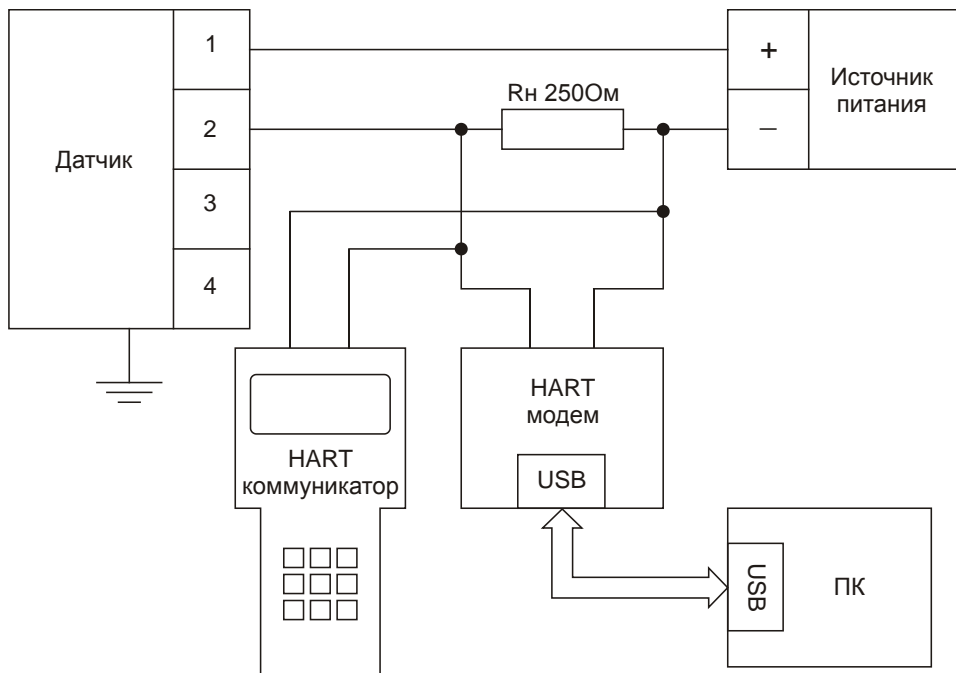 Датчик
1
2
3
4
Rн 250Ом
+
–
Источник
питания
HART
коммуникатор
HART
модем
USB
USB
ПК